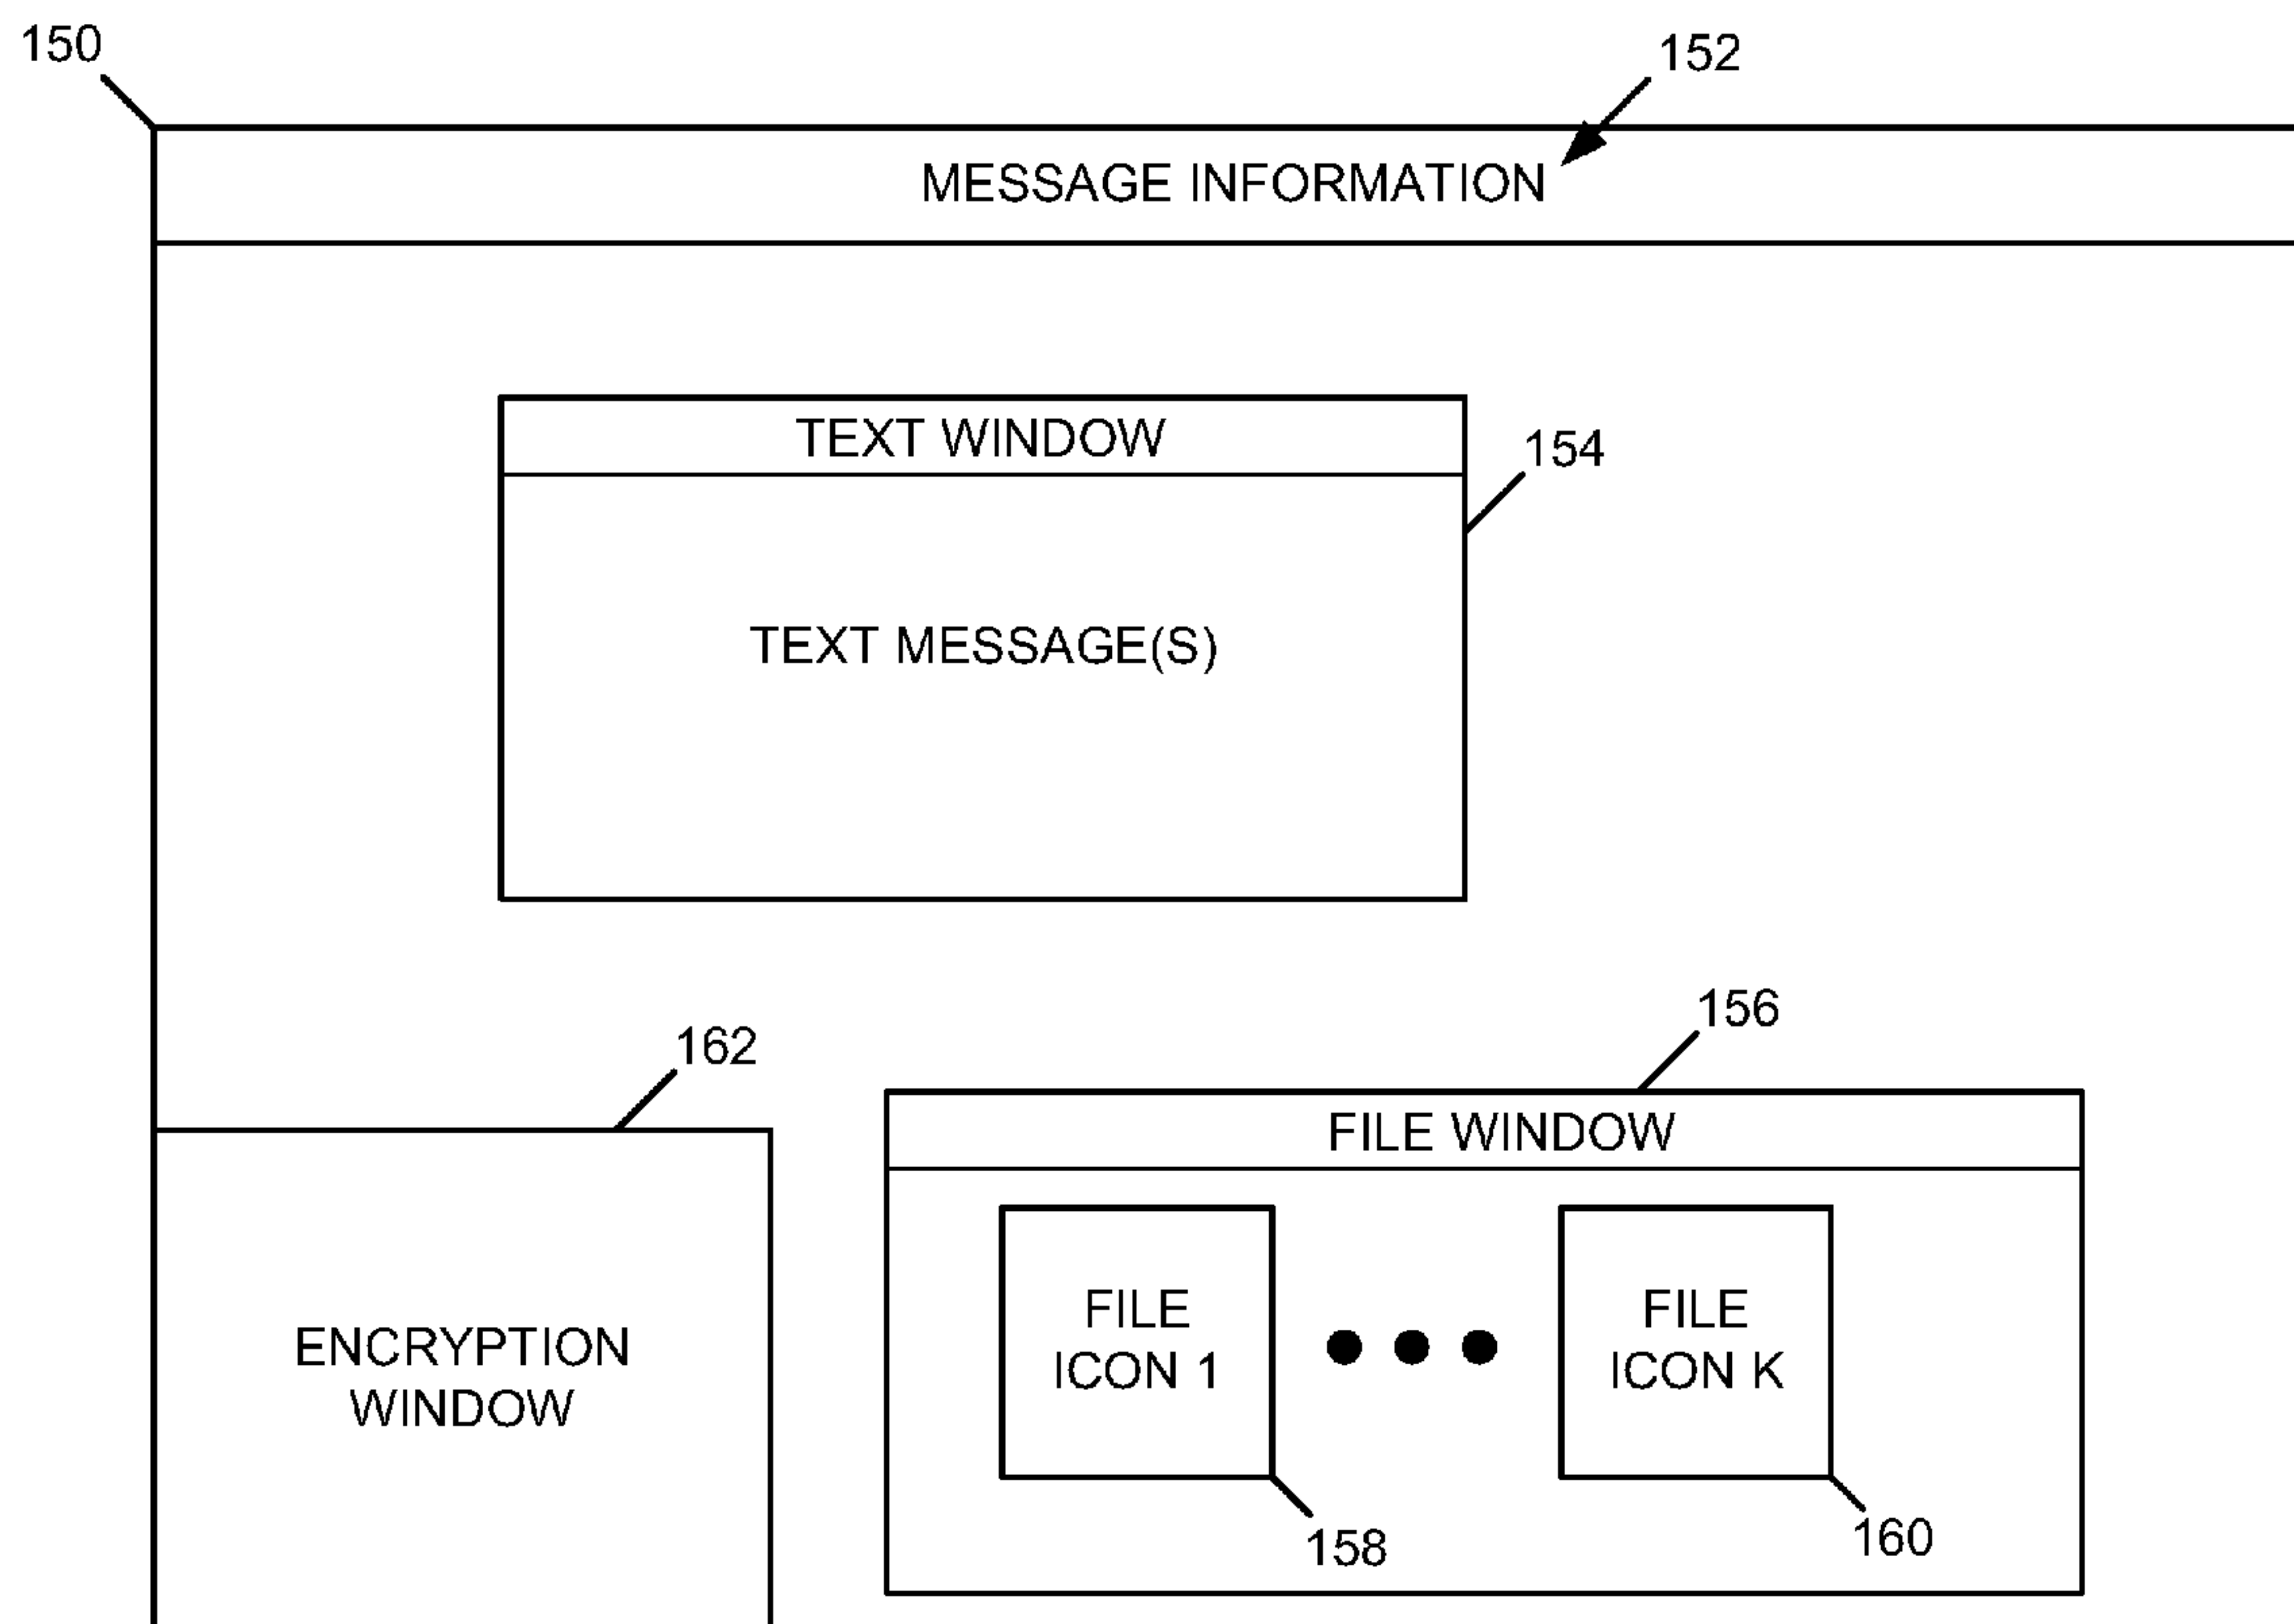 150
152
MESSAGE INFORMATION
TEXT WINDOW
154
TEXT MESSAGE(S)
156
162
FILE WINDOW
FILE
ICON 1
FILE
ICON K
ENCRYPTION
WINDOW
158
160